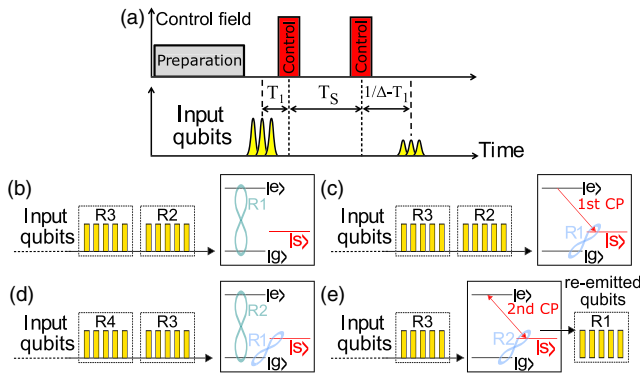 (a)
Control field
Preparation
Control
Control
T1
TS
1/Δ-T1
Input
qubits
Time
(b)
Input
qubits
R3
R2
|e⟩
R1
|s⟩
|g⟩
(c)
Input
qubits
R3
R2
|e⟩
1st CP
R1
|s⟩
|g⟩
(d)
Input
qubits
R4
R3
|e⟩
R2
R1
|s⟩
|g⟩
(e)
Input
qubits
R3
|e⟩
2nd CP
R2
|s⟩
|g⟩
re-emitted
qubits
R1